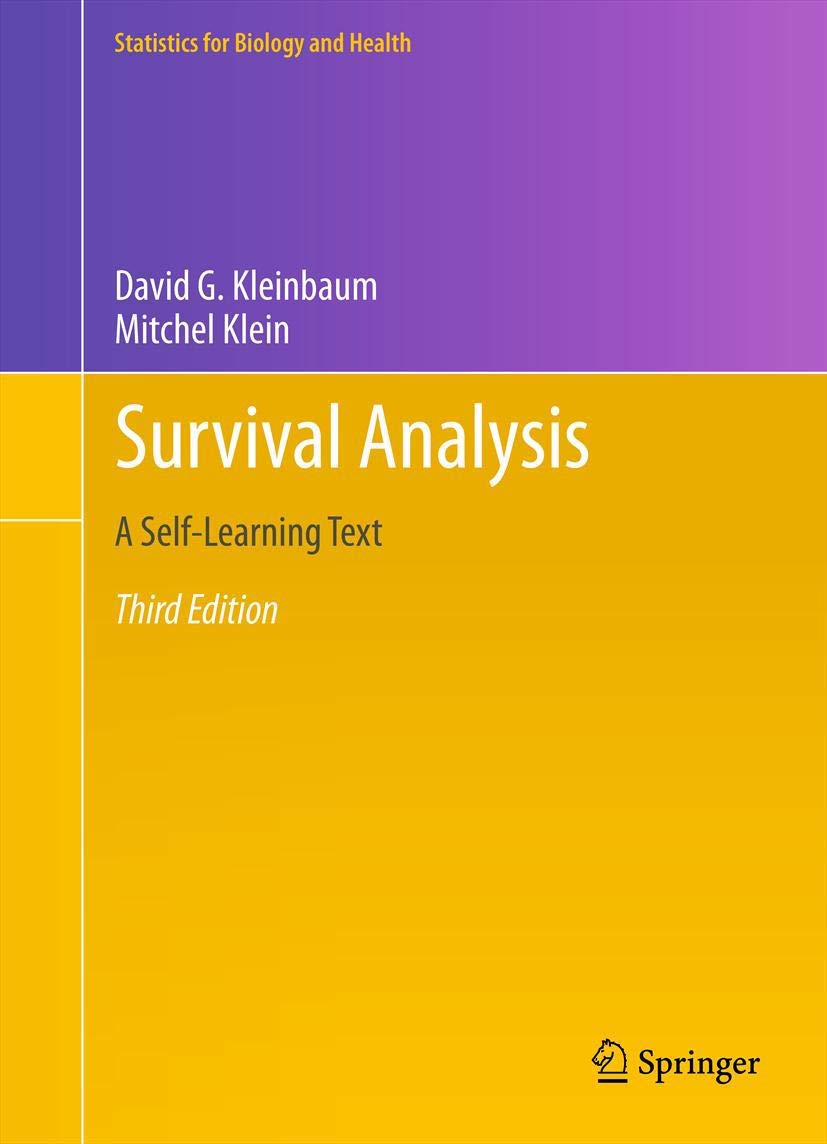 Statistics for Biology and Health
David G. Kleinbaum
Mitchel Klein
Survival Analysis
A Self-Learning Text
Third Edition
Springer